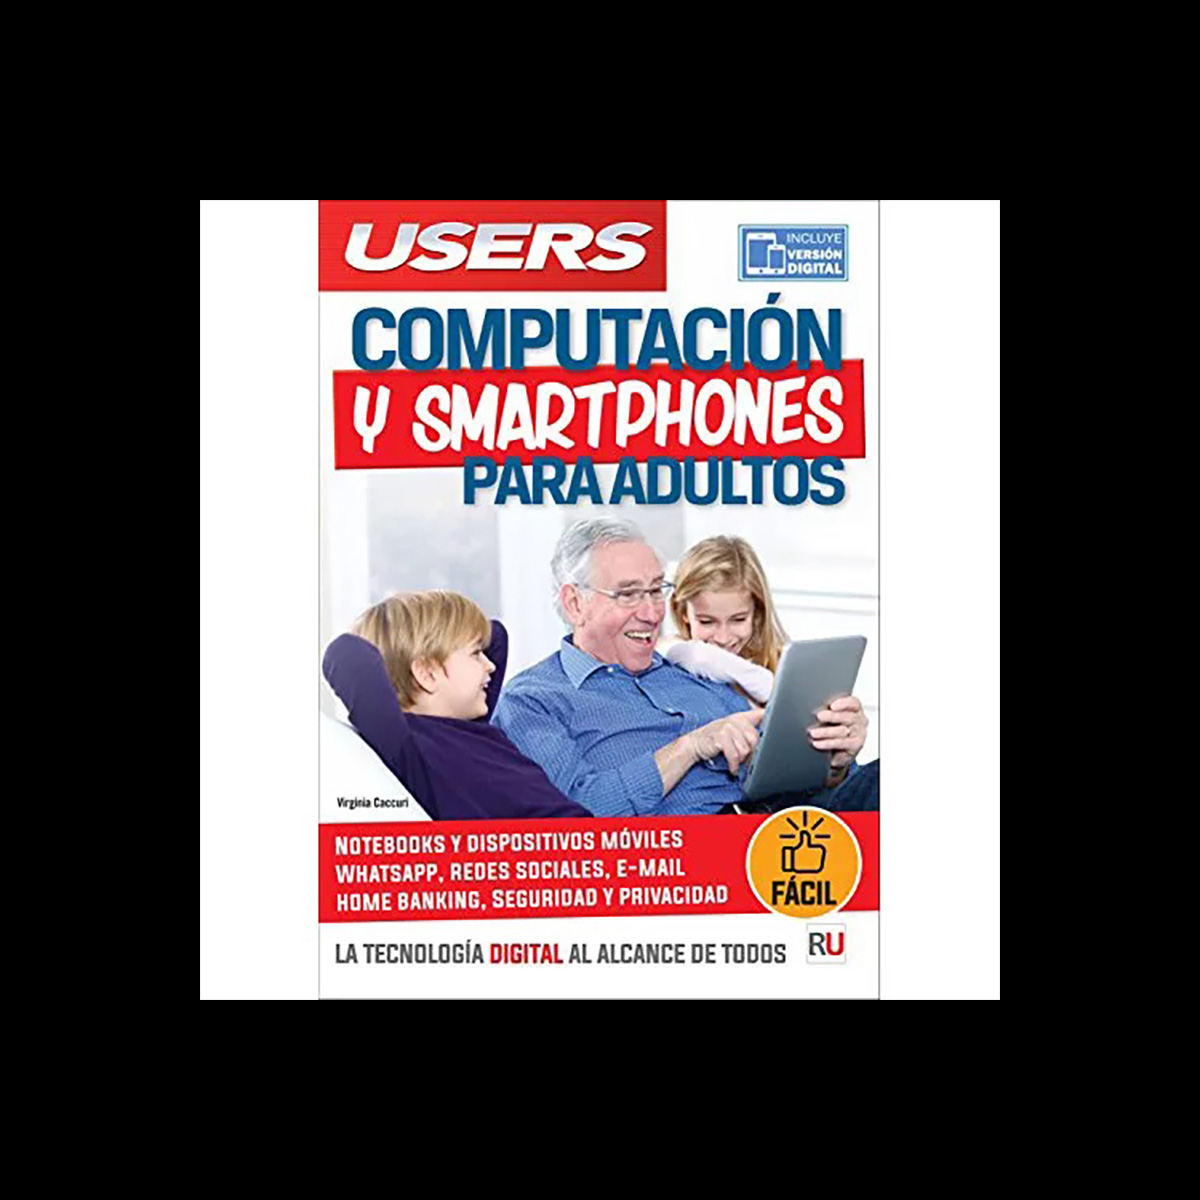 USERS
INCLUYE
VERSIÓN
DIGITAL
COMPUTACIÓN
Y SMARTPHONES
PARA ADULTOS
Virginia Caccuri
NOTEBOOKS Y DISPOSITIVOS MÓVILES
WHATSAPP, REDES SOCIALES, E-MAIL
HOME BANKING, SEGURIDAD Y PRIVACIDAD
FÁCIL
LA TECNOLOGÍA DIGITAL AL ALCANCE DE TODOS
RU